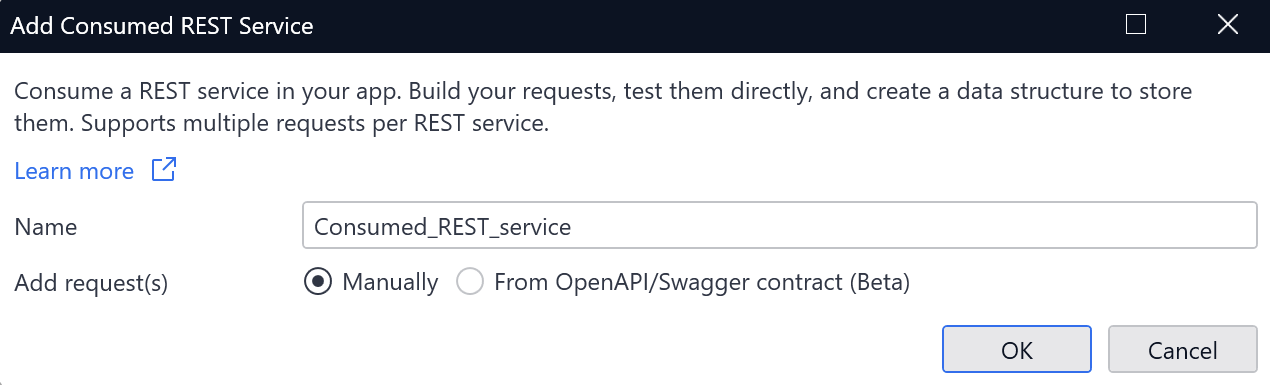 Add Consumed REST Service
Consume a REST service in your app. Build your requests, test them directly, and create a data structure to store
them. Supports multiple requests per REST service.
Learn more
Name
Consumed_REST_service
Add request(s)
Manually
From OpenAPI/Swagger contract (Beta)
OK
Cancel